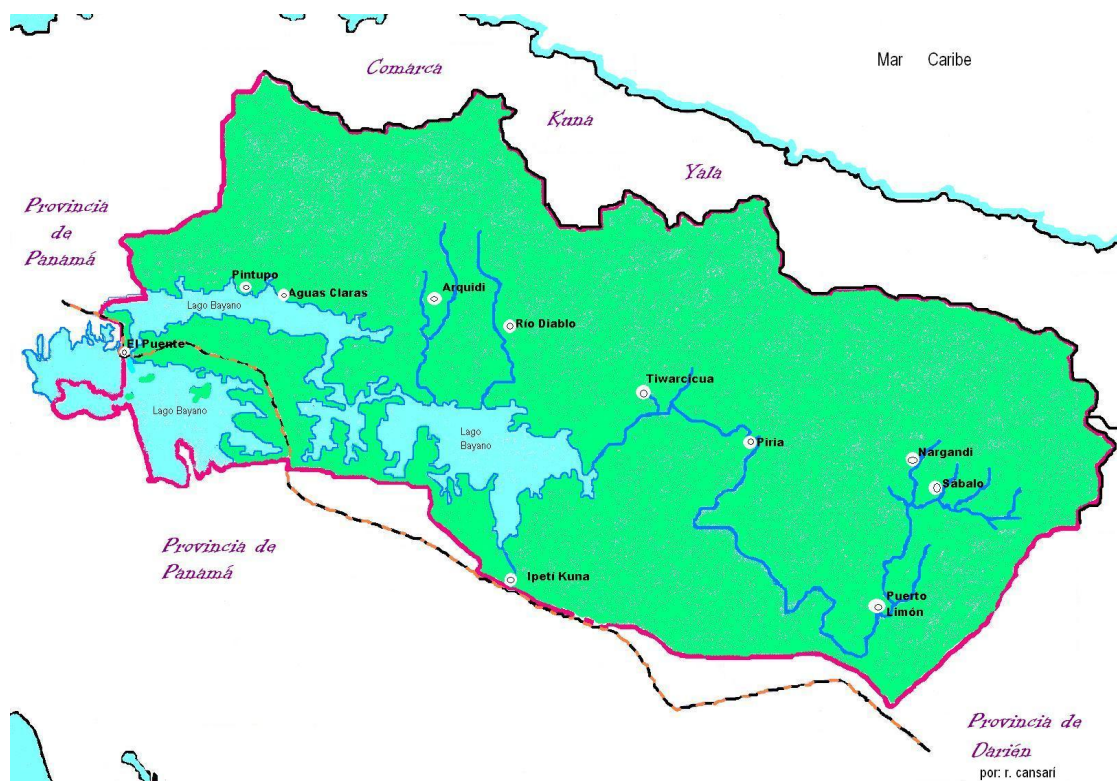 Mar Caribe
Comarca
Kuna
Yala
Provincia
de
Panamá
Pintupo
Aguas Claras
Lago Bayano
Arquidi
Río Diablo
El Puente
Lago Bayano
Tiwarcicua
Lago
Bayano
Piria
Nargandi
Sábalo
Provincia de
Panamá
Ipetí Kuna
Puerto
Limón
Provincia de
Darién
por: r. cansarí